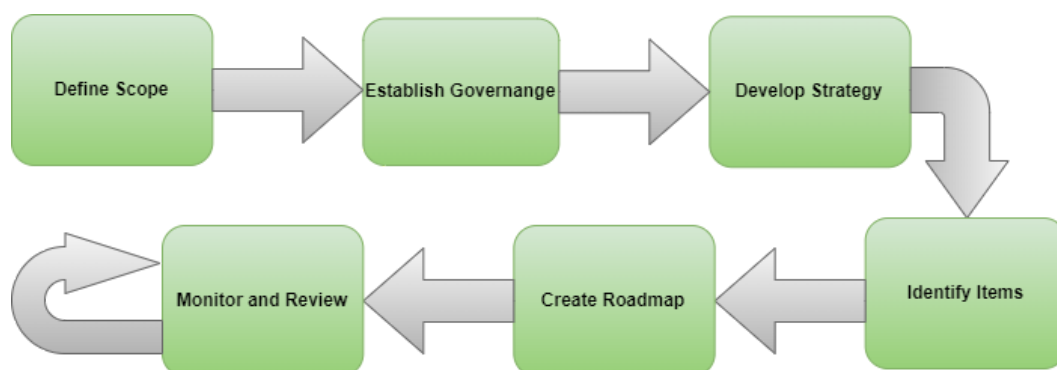 Define Scope
Establish Governange
Develop Strategy
Identify Items
Create Roadmap
Monitor and Review